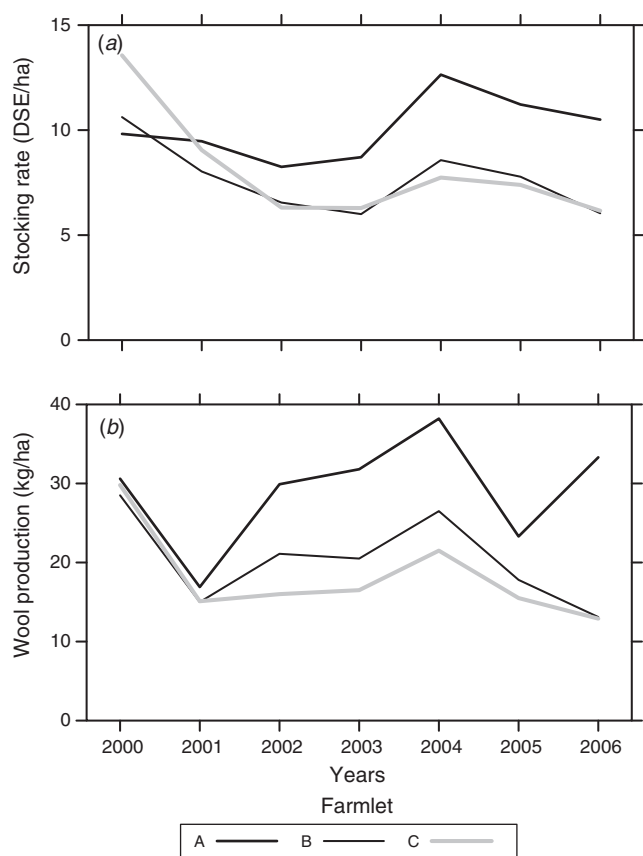 (a)
Stocking rate (DSE/ha)
15
10
5
0
(b)
Wool production (kg/ha)
40
30
20
10
0
2000 2001 2002 2003 2004 2005 2006
Years
Farmlet
A B C